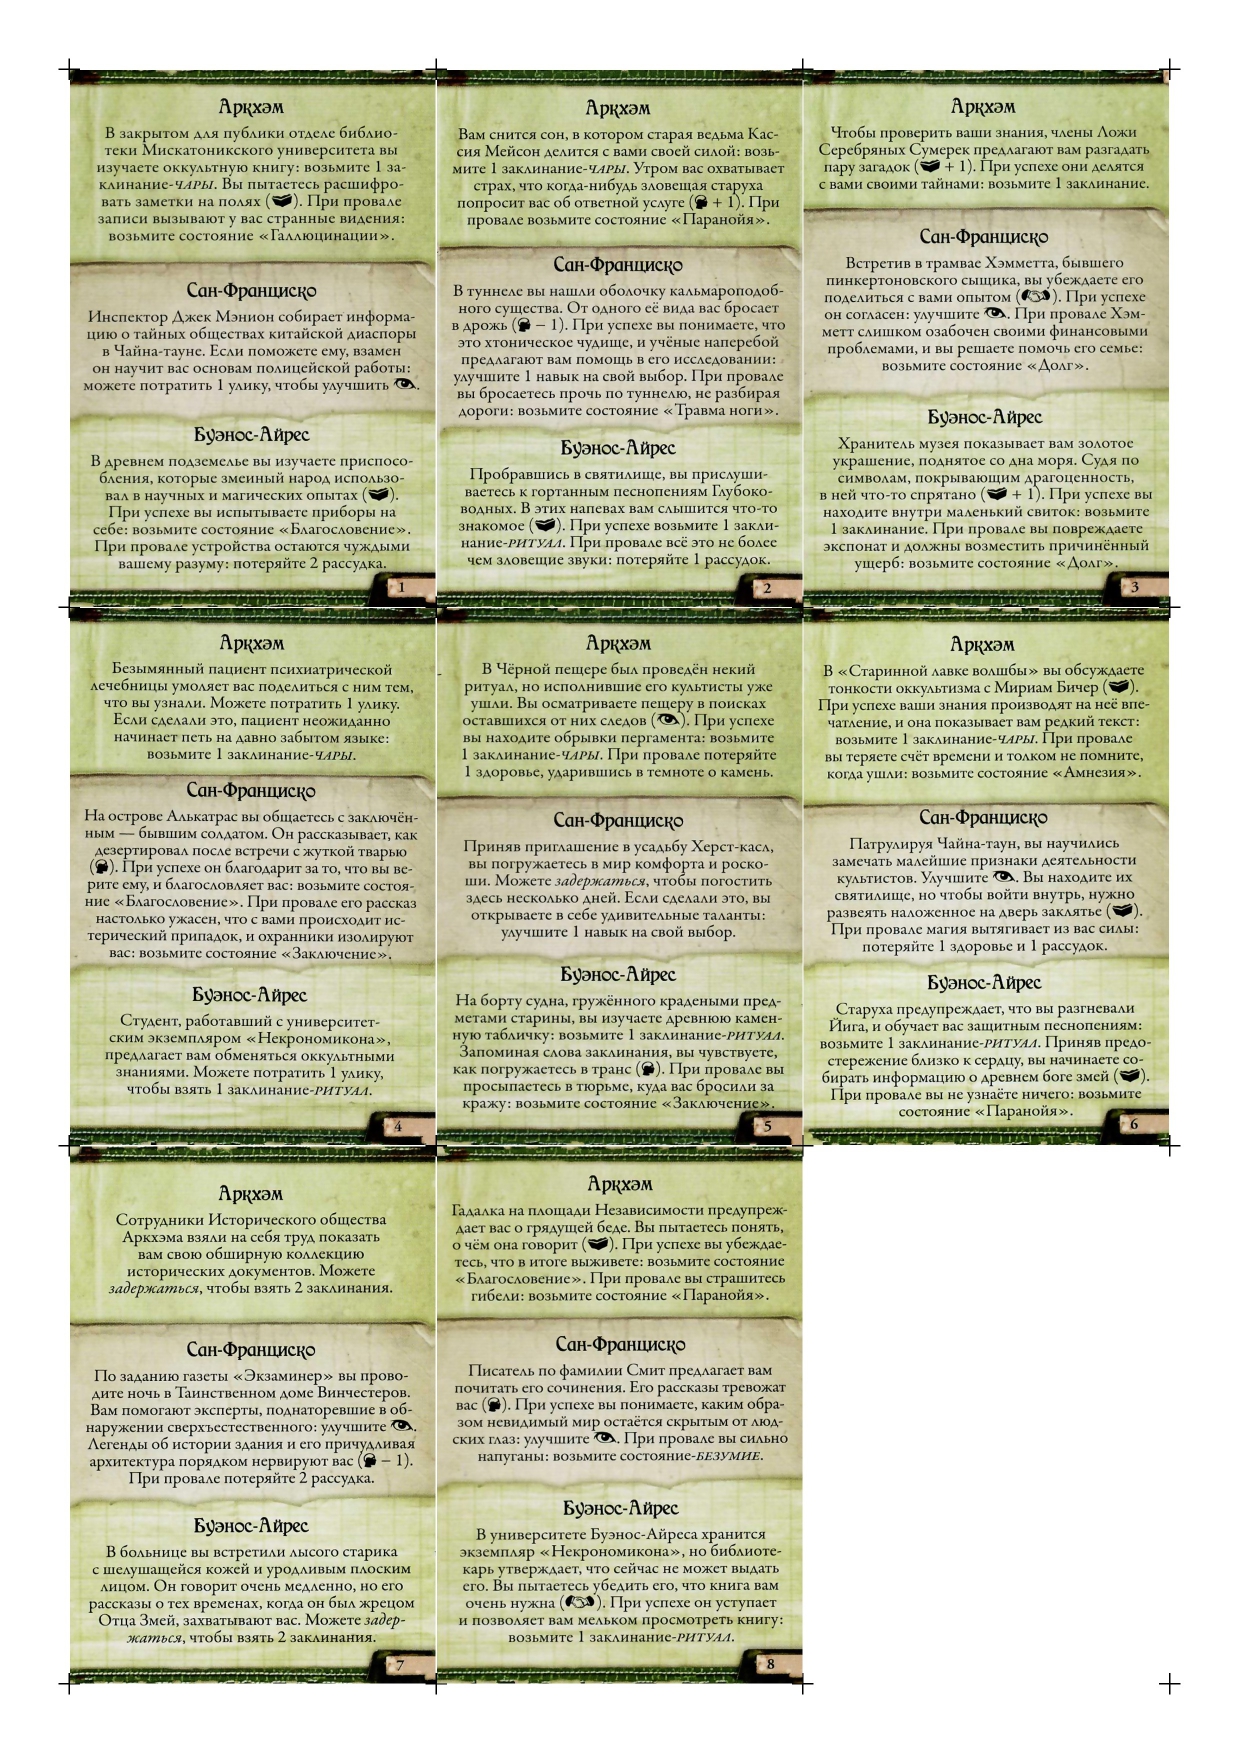 Аркхэм
В закрытом для публики отделе библио-
теки Мискатоникского университета вы
изучаете оккультную книгу: возьмите 1 за-
клинание-ЧАРЫ. Вы пытаетесь расшифро-
вать заметки на полях (). При провале
записи вызывают у вас странные видения:
возьмите состояние «Галлюцинации».
Сан-Франциско
Инспектор Джек Мэнион собирает информа-
цию о тайных обществах китайской диаспоры
в Чайна-тауне. Если поможете ему, взамен
он научит вас основам полицейской работы:
можете потратить 1 улику, чтобы улучшить .
Буэнос-Айрес
В древнем подземелье вы изучаете приспосо-
бления, которые змеиный народ использо-
вал в научных и магических опытах ().
При успехе вы испытываете приборы на
себе: возьмите состояние «Благословение».
При провале устройства остаются чуждыми
вашему разуму: потеряйте 2 рассудка.
1
Аркхэм
Вам снится сон, в котором старая ведьма Кас-
сия Мейсон делится с вами своей силой: возь-
мите 1 заклинание-ЧАРЫ. Утром вас охватывает
страх, что когда-нибудь зловещая старуха
попросит вас об ответной услуге ( + 1). При
провале возьмите состояние «Паранойя».
Сан-Франциско
В туннеле вы нашли оболочку кальмароподоб-
ного существа. От одного её вида вас бросает
в дрожь ( – 1). При успехе вы понимаете, что
это хтоническое чудище, и учёные наперебой
предлагают вам помощь в его исследовании:
улучшите 1 навык на свой выбор. При провале
вы бросаетесь прочь по туннелю, не разбирая
дороги: возьмите состояние «Травма ноги».
Буэнос-Айрес
Пробравшись в святилище, вы прислуши-
ваетесь к гортанным песнопениям Глубоко-
водных. В этих напевах вам слышится что-то
знакомое (). При успехе возьмите 1 закли-
нание-РИТУАЛ. При провале всё это не более
чем зловещие звуки: потеряйте 1 рассудок.
2
Аркхэм
Чтобы проверить ваши знания, члены Ложи
Серебряных Сумерек предлагают вам разгадать
пару загадок ( + 1). При успехе они делятся
с вами своими тайнами: возьмите 1 заклинание.
Сан-Франциско
Встретив в трамвае Хэмметта, бывшего
пинкертоновского сыщика, вы убеждаете его
поделиться с вами опытом (). При успехе
он согласен: улучшите . При провале Хэм-
метт слишком озабочен своими финансовыми
проблемами, и вы решаете помочь его семье:
возьмите состояние «Долг».
Буэнос-Айрес
Хранитель музея показывает вам золотое
украшение, поднятое со дна моря. Судя по
символам, покрывающим драгоценность,
в ней что-то спрятано ( + 1). При успехе вы
находите внутри маленький свиток: возьмите
1 заклинание. При провале вы повреждаете
экспонат и должны возместить причинённый
ущерб: возьмите состояние «Долг».
3
Аркхэм
Безымянный пациент психиатрической
лечебницы умоляет вас поделиться с ним тем,
что вы узнали. Можете потратить 1 улику.
Если сделали это, пациент неожиданно
начинает петь на давно забытом языке:
возьмите 1 заклинание-ЧАРЫ.
Сан-Франциско
На острове Алькатрас вы общаетесь с заключён-
ным — бывшим солдатом. Он рассказывает, как
дезертировал после встречи с жуткой тварью
(). При успехе он благодарит за то, что вы ве-
рите ему, и благословляет вас: возьмите состоя-
ние «Благословение». При провале его рассказ
настолько ужасен, что с вами происходит ис-
терический припадок, и охранники изолируют
вас: возьмите состояние «Заключение».
Буэнос-Айрес
Студент, работавший с университет-
ским экземпляром «Некрономикона»,
предлагает вам обменяться оккультными
знаниями. Можете потратить 1 улику,
чтобы взять 1 заклинание-РИТУАЛ.
4
Аркхэм
В Чёрной пещере был проведён некий
ритуал, но исполнившие его культисты уже
ушли. Вы осматриваете пещеру в поисках
оставшихся от них следов (). При успехе
вы находите обрывки пергамента: возьмите
1 заклинание-ЧАРЫ. При провале потеряйте
1 здоровье, ударившись в темноте о камень.
Сан-Франциско
Приняв приглашение в усадьбу Херст-касл,
вы погружаетесь в мир комфорта и роско-
ши. Можете задержаться, чтобы погостить
здесь несколько дней. Если сделали это, вы
открываете в себе удивительные таланты:
улучшите 1 навык на свой выбор.
Буэнос-Айрес
На борту судна, гружённого крадеными пред-
метами старины, вы изучаете древнюю камен-
ную табличку: возьмите 1 заклинание-РИТУАЛ.
Запоминая слова заклинания, вы чувствуете,
как погружаетесь в транс (). При провале вы
просыпаетесь в тюрьме, куда вас бросили за
кражу: возьмите состояние «Заключение».
5
Аркхэм
В «Старинной лавке волшбы» вы обсуждаете
тонкости оккультизма с Мириам Бичер ().
При успехе ваши знания производят на неё впе-
чатление, и она показывает вам редкий текст:
возьмите 1 заклинание-ЧАРЫ. При провале
вы теряете счёт времени и толком не помните,
когда ушли: возьмите состояние «Амнезия».
Сан-Франциско
Патрулируя Чайна-таун, вы научились
замечать малейшие признаки деятельности
культистов. Улучшите . Вы находите их
святилище, но чтобы войти внутрь, нужно
развеять наложенное на дверь заклятье ().
При провале магия вытягивает из вас силы:
потеряйте 1 здоровье и 1 рассудок.
Буэнос-Айрес
Старуха предупреждает, что вы разгневали
Йига, и обучает вас защитным песнопениям:
возьмите 1 заклинание-РИТУАЛ. Приняв предо-
стережение близко к сердцу, вы начинаете со-
бирать информацию о древнем боге змей ().
При провале вы не узнаёте ничего: возьмите
состояние «Паранойя».
6
Аркхэм
Сотрудники Исторического общества
Аркхэма взяли на себя труд показать
вам свою обширную коллекцию
исторических документов. Можете
задержаться, чтобы взять 2 заклинания.
Сан-Франциско
По заданию газеты «Экзаминер» вы прово-
дите ночь в Таинственном доме Винчестеров.
Вам помогают эксперты, поднаторевшие в об-
наружении сверхъестественного: улучшите .
Легенды об истории здания и его причудливая
архитектура порядком нервируют вас ( – 1).
При провале потеряйте 2 рассудка.
Буэнос-Айрес
В больнице вы встретили лысого старика
с шелушащейся кожей и уродливым плоским
лицом. Он говорит очень медленно, но его
рассказы о тех временах, когда он был жрецом
Отца Змей, захватывают вас. Можете задер-
жаться, чтобы взять 2 заклинания.
7
Аркхэм
Гадалка на площади Независимости предупреж-
дает вас о грядущей беде. Вы пытаетесь понять,
о чём она говорит (). При успехе вы убеждае-
тесь, что в итоге выживете: возьмите состояние
«Благословение». При провале вы страшитесь
гибели: возьмите состояние «Паранойя».
Сан-Франциско
Писатель по фамилии Смит предлагает вам
почитать его сочинения. Его рассказы тревожат
вас (). При успехе вы понимаете, каким обра-
зом невидимый мир остаётся скрытым от люд-
ских глаз: улучшите . При провале вы сильно
напуганы: возьмите состояние-БЕЗУМИЕ.
Буэнос-Айрес
В университете Буэнос-Айреса хранится
экземпляр «Некрономикона», но библиоте-
карь утверждает, что сейчас не может выдать
его. Вы пытаетесь убедить его, что книга вам
очень нужна (). При успехе он уступает
и позволяет вам мельком просмотреть книгу:
возьмите 1 заклинание-РИТУАЛ.
8